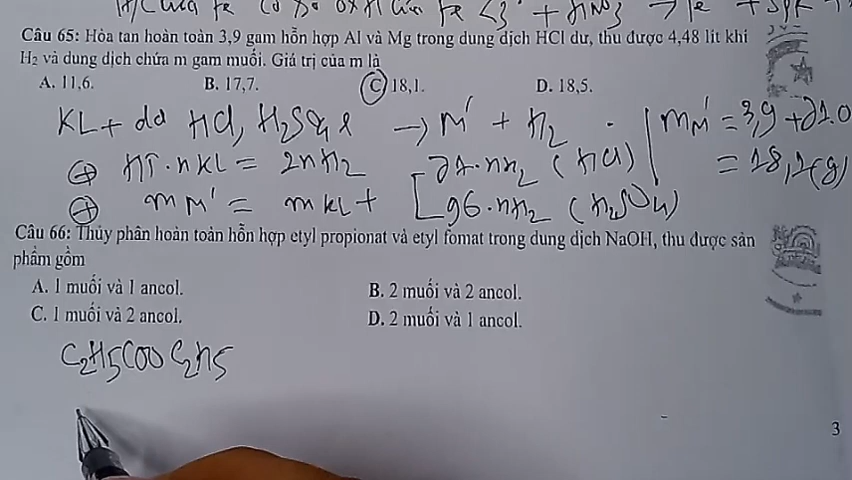 Câu 65: Hòa tan hoàn toàn 3,9 gam hỗn hợp Al và Mg trong dung dịch HCl dư, thu được 4,48 lít khí
H₂ và dung dịch chứa m gam muối. Giá trị của m là
A. 11,6. B. 17,7. C 18,1. D. 18,5.
KL + dd HCl, H₂SO₄ l → M' + H₂
⊕ HT. nKL = 2nH₂
⊕ mM' = mKL + [ 71. nH₂ (HCl)
96. nH₂ (H₂SO₄)
mM' = 3,9 + 71.0
= 18,1(g)
Câu 66: Thủy phân hoàn toàn hỗn hợp etyl propionat và etyl fomat trong dung dịch NaOH, thu được sản
phẩm gồm
A. 1 muối và 1 ancol. B. 2 muối và 2 ancol.
C. 1 muối và 2 ancol. D. 2 muối và 1 ancol.
C₂H₅COO C₂H₅
3